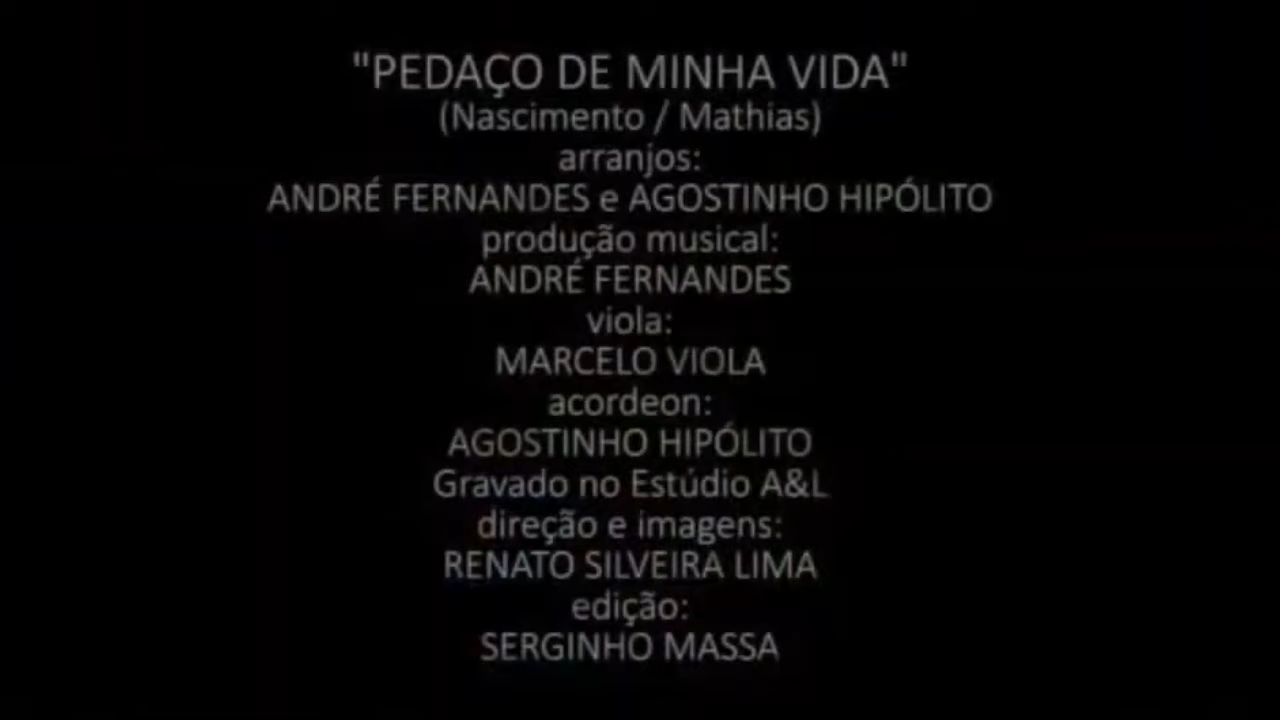 "PEDAÇO DE MINHA VIDA"
(Nascimento / Mathias)
arranjos:
ANDRÉ FERNANDES e AGOSTINHO HIPÓLITO
produção musical:
ANDRÉ FERNANDES
viola:
MARCELO VIOLA
acordeon:
AGOSTINHO HIPÓLITO
Gravado no Estúdio A&L
direção e imagens:
RENATO SILVEIRA LIMA
edição:
SERGINHO MASSA